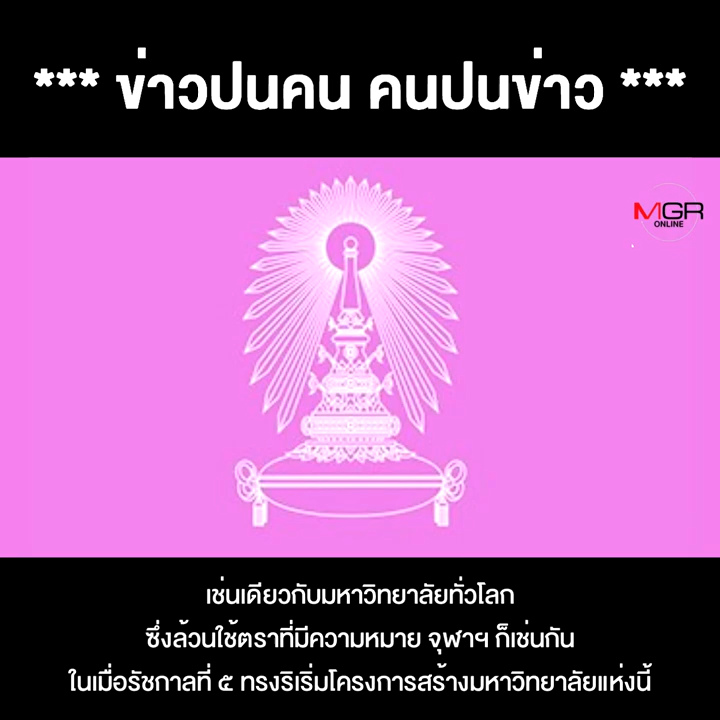 *** ข่าวปนคน คนปนข่าว ***
MGR
ONLINE
เช่นเดียวกับมหาวิทยาลัยทั่วโลก
ซึ่งล้วนใช้ตราที่มีความหมาย จุฬาฯ ก็เช่นกัน
ในเมื่อรัชกาลที่ ๕ ทรงริเริ่มโครงการสร้างมหาวิทยาลัยแห่งนี้